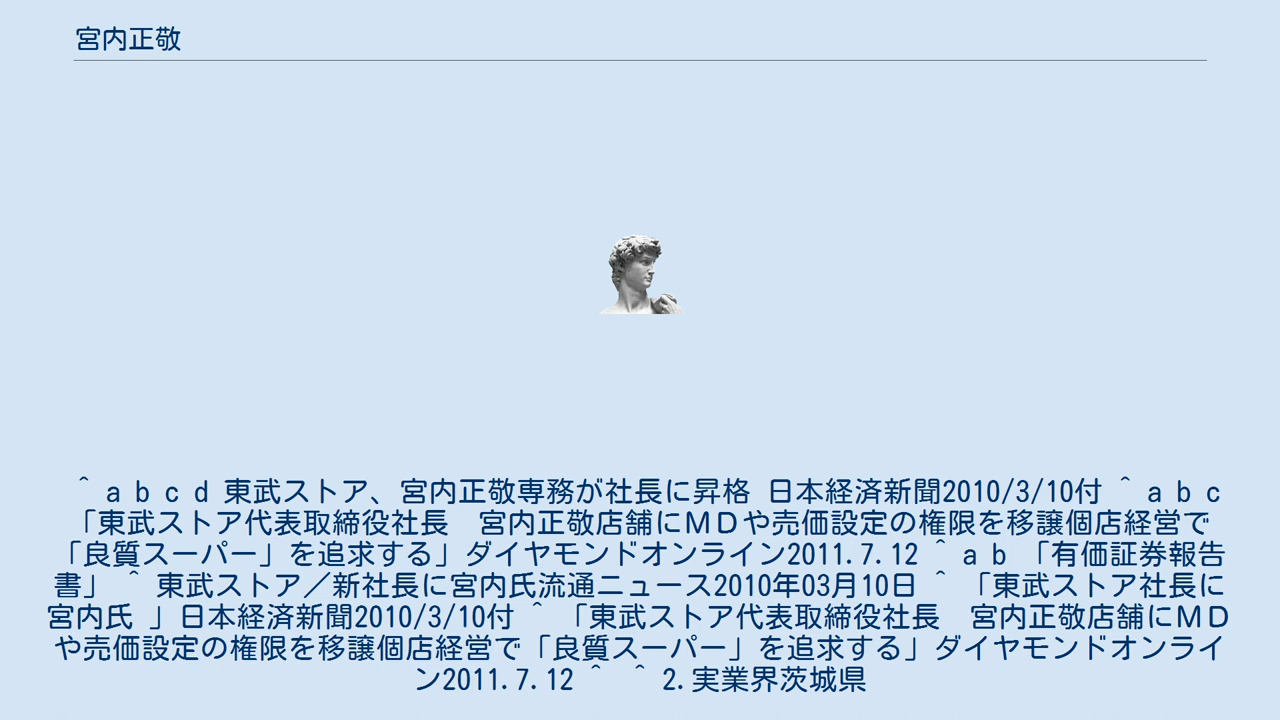 宮内正敬
＾ ａ ｂ ｃ ｄ 東武ストア、宮内正敬専務が社長に昇格 日本経済新聞2010/3/10付 ＾ ａ ｂ ｃ
「東武ストア代表取締役社長　宮内正敬店舗にＭＤや売価設定の権限を移譲個店経営で
「良質スーパー」を追求する」ダイヤモンドオンライン2011.7.12 ＾ ａ ｂ 「有価証券報告
書」 ＾ 東武ストア／新社長に宮内氏流通ニュース2010年03月10日 ＾ 「東武ストア社長に
宮内氏 」日本経済新聞2010/3/10付 ＾ 「東武ストア代表取締役社長　宮内正敬店舗にＭＤ
や売価設定の権限を移譲個店経営で「良質スーパー」を追求する」ダイヤモンドオンライ
ン2011.7.12 ＾ ＾ 2.実業界茨城県